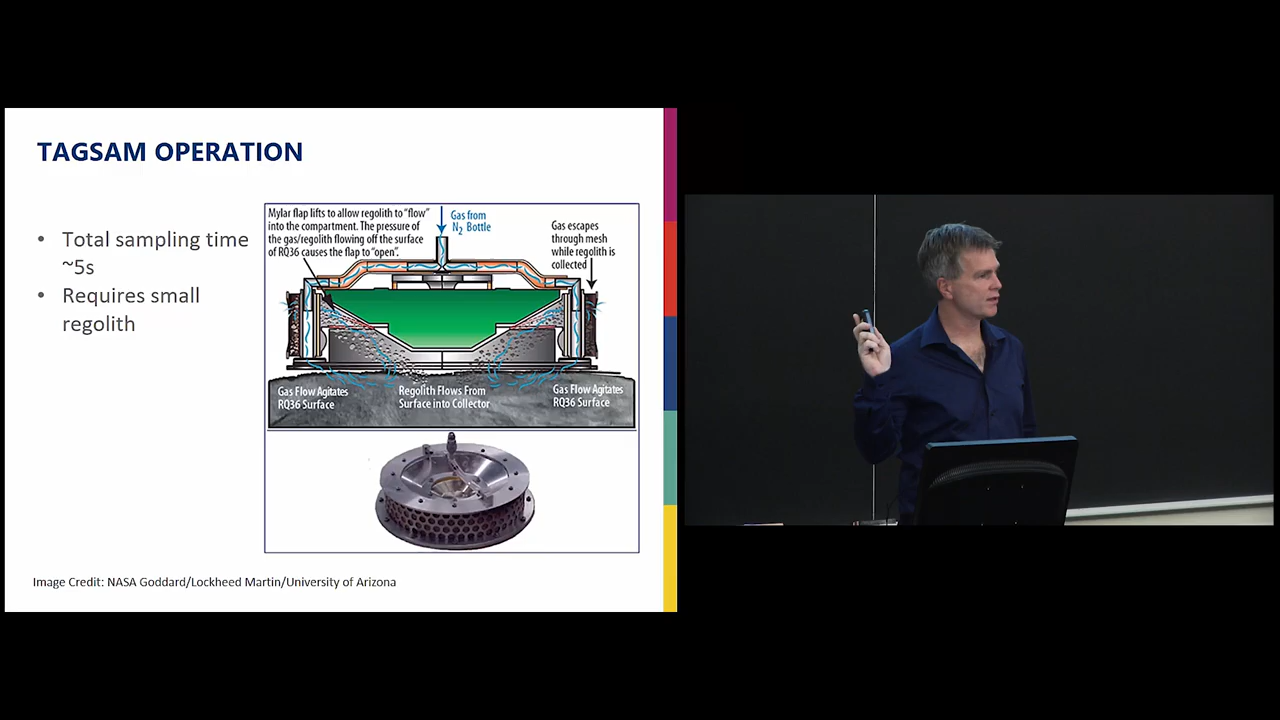 TAGSAM OPERATION
• Total sampling time
~5s
• Requires small
regolith
Mylar flap lifts to allow regolith to “flow”
into the compartment. The pressure of
the gas/regolith flowing off the surface
of RQ36 causes the flap to “open”.
Gas from
N2 Bottle
Gas escapes
through mesh
while regolith is
collected
Gas Flow Agitates
RQ36 Surface
Regolith Flows From
Surface into Collector
Gas Flow Agitates
RQ36 Surface
Image Credit: NASA Goddard/Lockheed Martin/University of Arizona